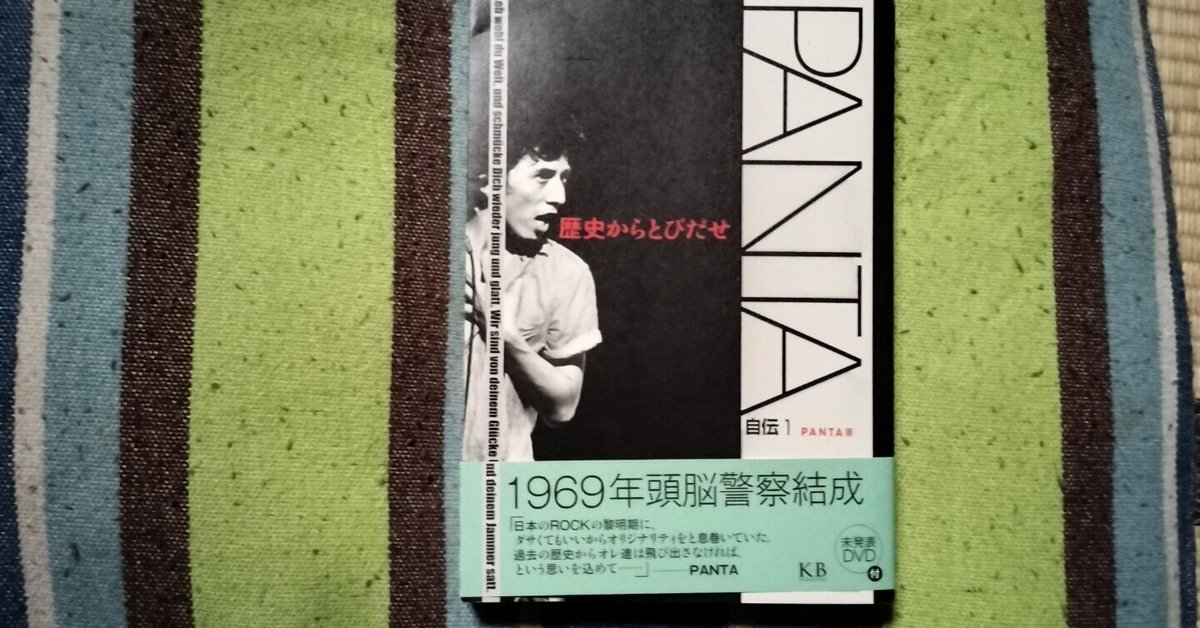 PANTA
歴史からとびだせ
eb wohl du Welt, und schmücke Dich wieder jung und glatt, Wir sind von deinem Glücke Ind deinem Jammer satt.
自伝1
PANTA著
1969年頭脳警察結成
「日本のROCKの黎明期に、
ダサくてもいいからオリジナリティをと息巻いていた。
過去の歴史からオレ達は飛び出さなければ、
という思いを込めて……」——PANTA
KB
未発表
DVD
付